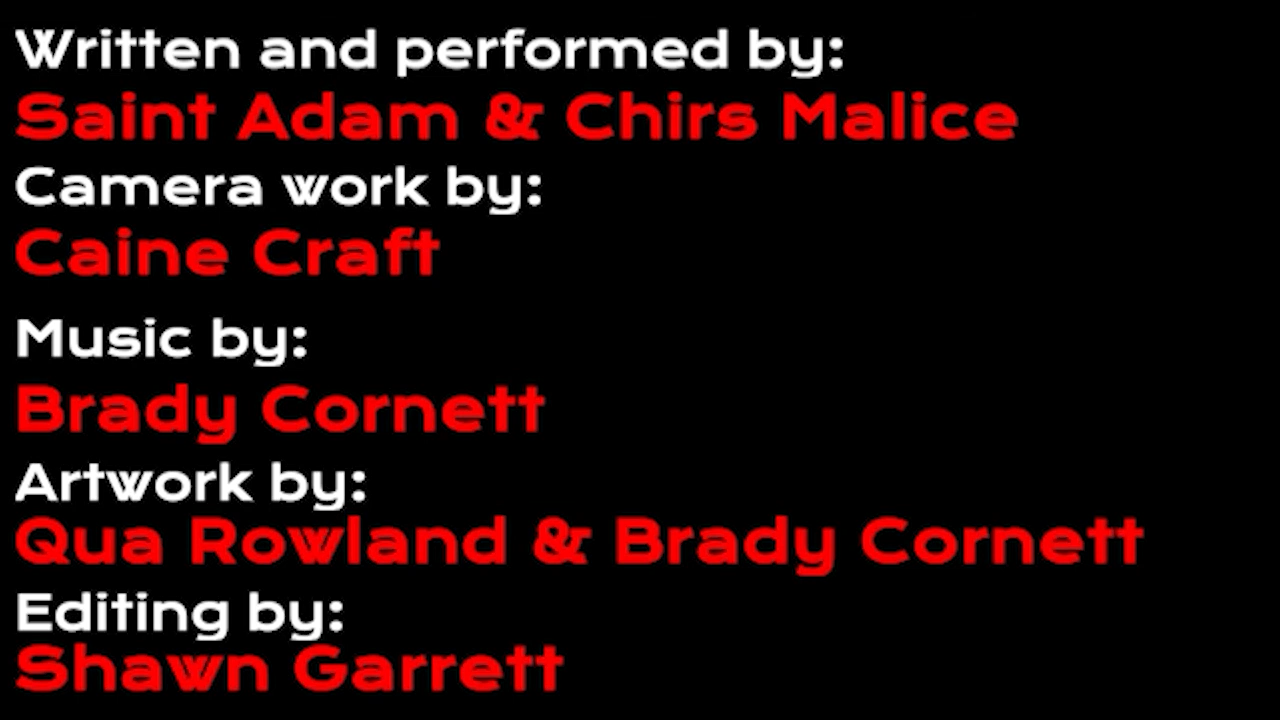 Written and performed by:
Saint Adam & Chirs Malice
Camera work by:
Caine Craft
Music by:
Brady Cornett
Artwork by:
Qua Rowland & Brady Cornett
Editing by:
Shawn Garrett